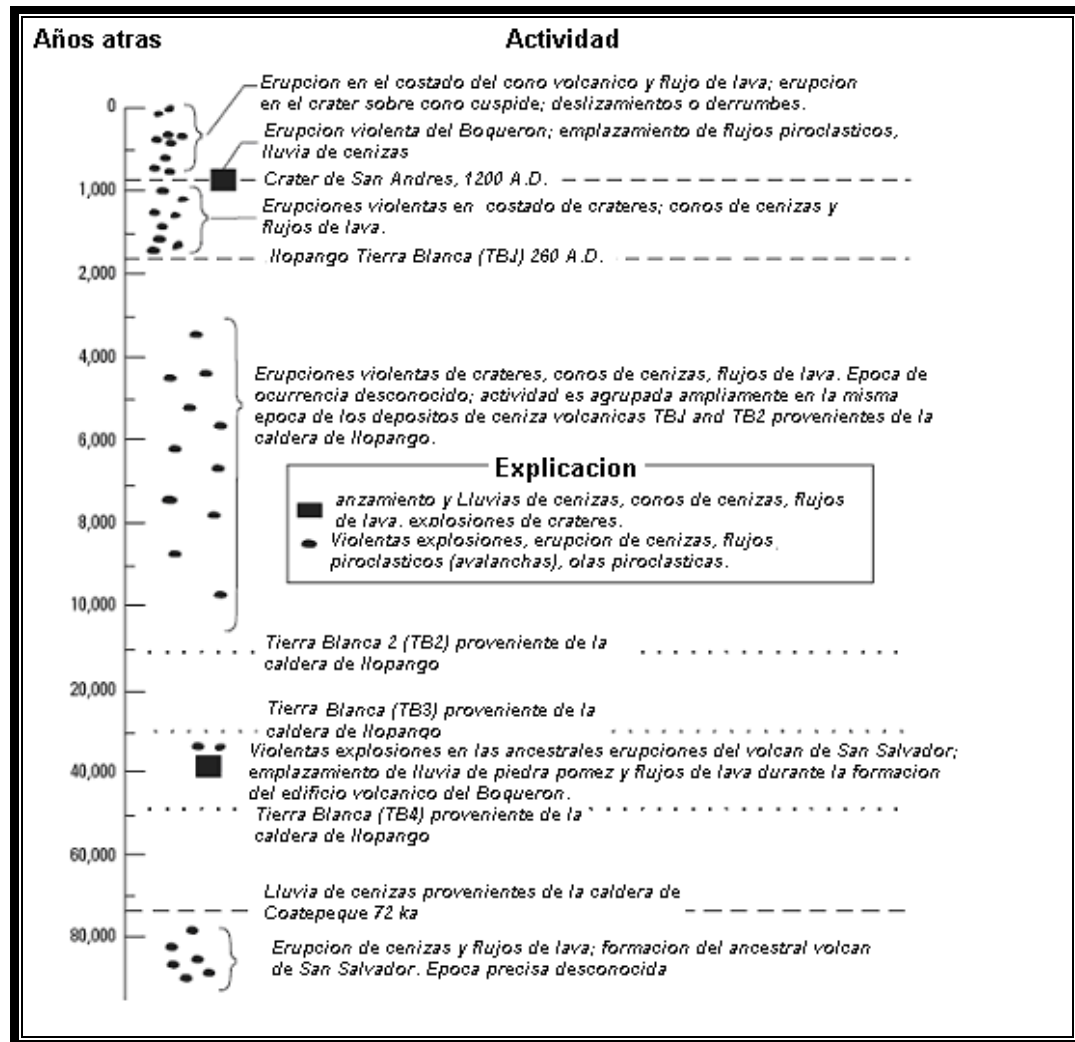 Años atras
Actividad
Erupcion en el costado del cono volcanico y flujo de lava; erupcion
en el crater sobre cono cuspide; deslizamientos o derrumbes.
0
Erupcion violenta del Boqueron; emplazamiento de flujos piroclasticos,
lluvia de cenizas
Crater de San Andres, 1200 A.D.
1,000
Erupciones violentas en costado de crateres; conos de cenizas y
flujos de lava.
Ilopango Tierra Blanca (TBJ) 260 A.D.
2,000
4,000
Erupciones violentas de crateres, conos de cenizas, flujos de lava. Epoca de
ocurrencia desconocido; actividad es agrupada ampliamente en la misma
epoca de los depositos de ceniza volcanicas TBJ and TB2 provenientes de la
caldera de Ilopango.
6,000
Explicacion
anzamiento y Lluvias de cenizas, conos de cenizas, flujos
de lava. explosiones de crateres.
8,000
Violentas explosiones, erupcion de cenizas, flujos
piroclasticos (avalanchas), olas piroclasticas.
10,000
Tierra Blanca 2 (TB2) proveniente de la
caldera de Ilopango
20,000
Tierra Blanca (TB3) proveniente de la
caldera de Ilopango
Violentas explosiones en las ancestrales erupciones del volcan de San Salvador;
40,000
emplazamiento de lluvia de piedra pomez y flujos de lava durante la formacion
del edificio volcanico del Boqueron.
Tierra Blanca (TB4) proveniente de la
caldera de Ilopango
60,000
Lluvia de cenizas provenientes de la caldera de
Coatepeque 72 ka
80,000
Erupcion de cenizas y flujos de lava; formacion del ancestral volcan
de San Salvador. Epoca precisa desconocida